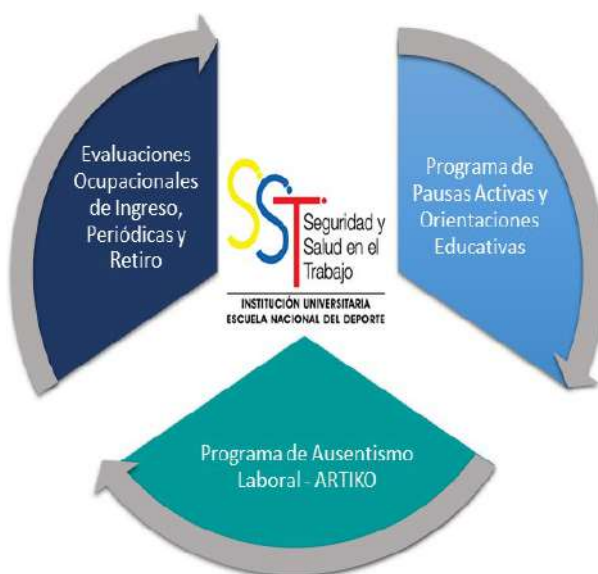 Evaluaciones
Ocupacionales
de Ingreso,
Periódicas y
Retiro
Programa de
Pausas Activas y
Orientaciones
Educativas
SST
Seguridad y
Salud en el
Trabajo
INSTITUCIÓN UNIVERSITARIA
ESCUELA NACIONAL DEL DEPORTE
Programa de Ausentismo
Laboral - ARTIKO